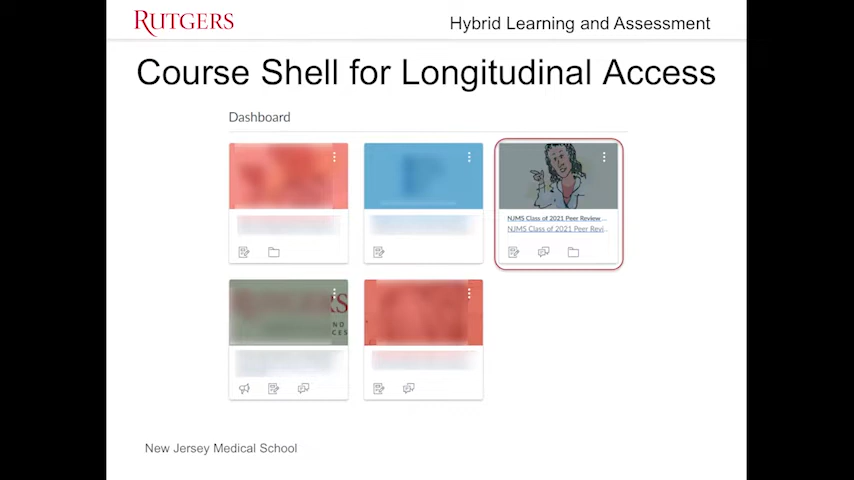 RUTGERS
Hybrid Learning and Assessment
Course Shell for Longitudinal Access
Dashboard
NJMS Class of 2021 Peer Review ...
NJMS Class of 2021 Peer Revi..
New Jersey Medical School